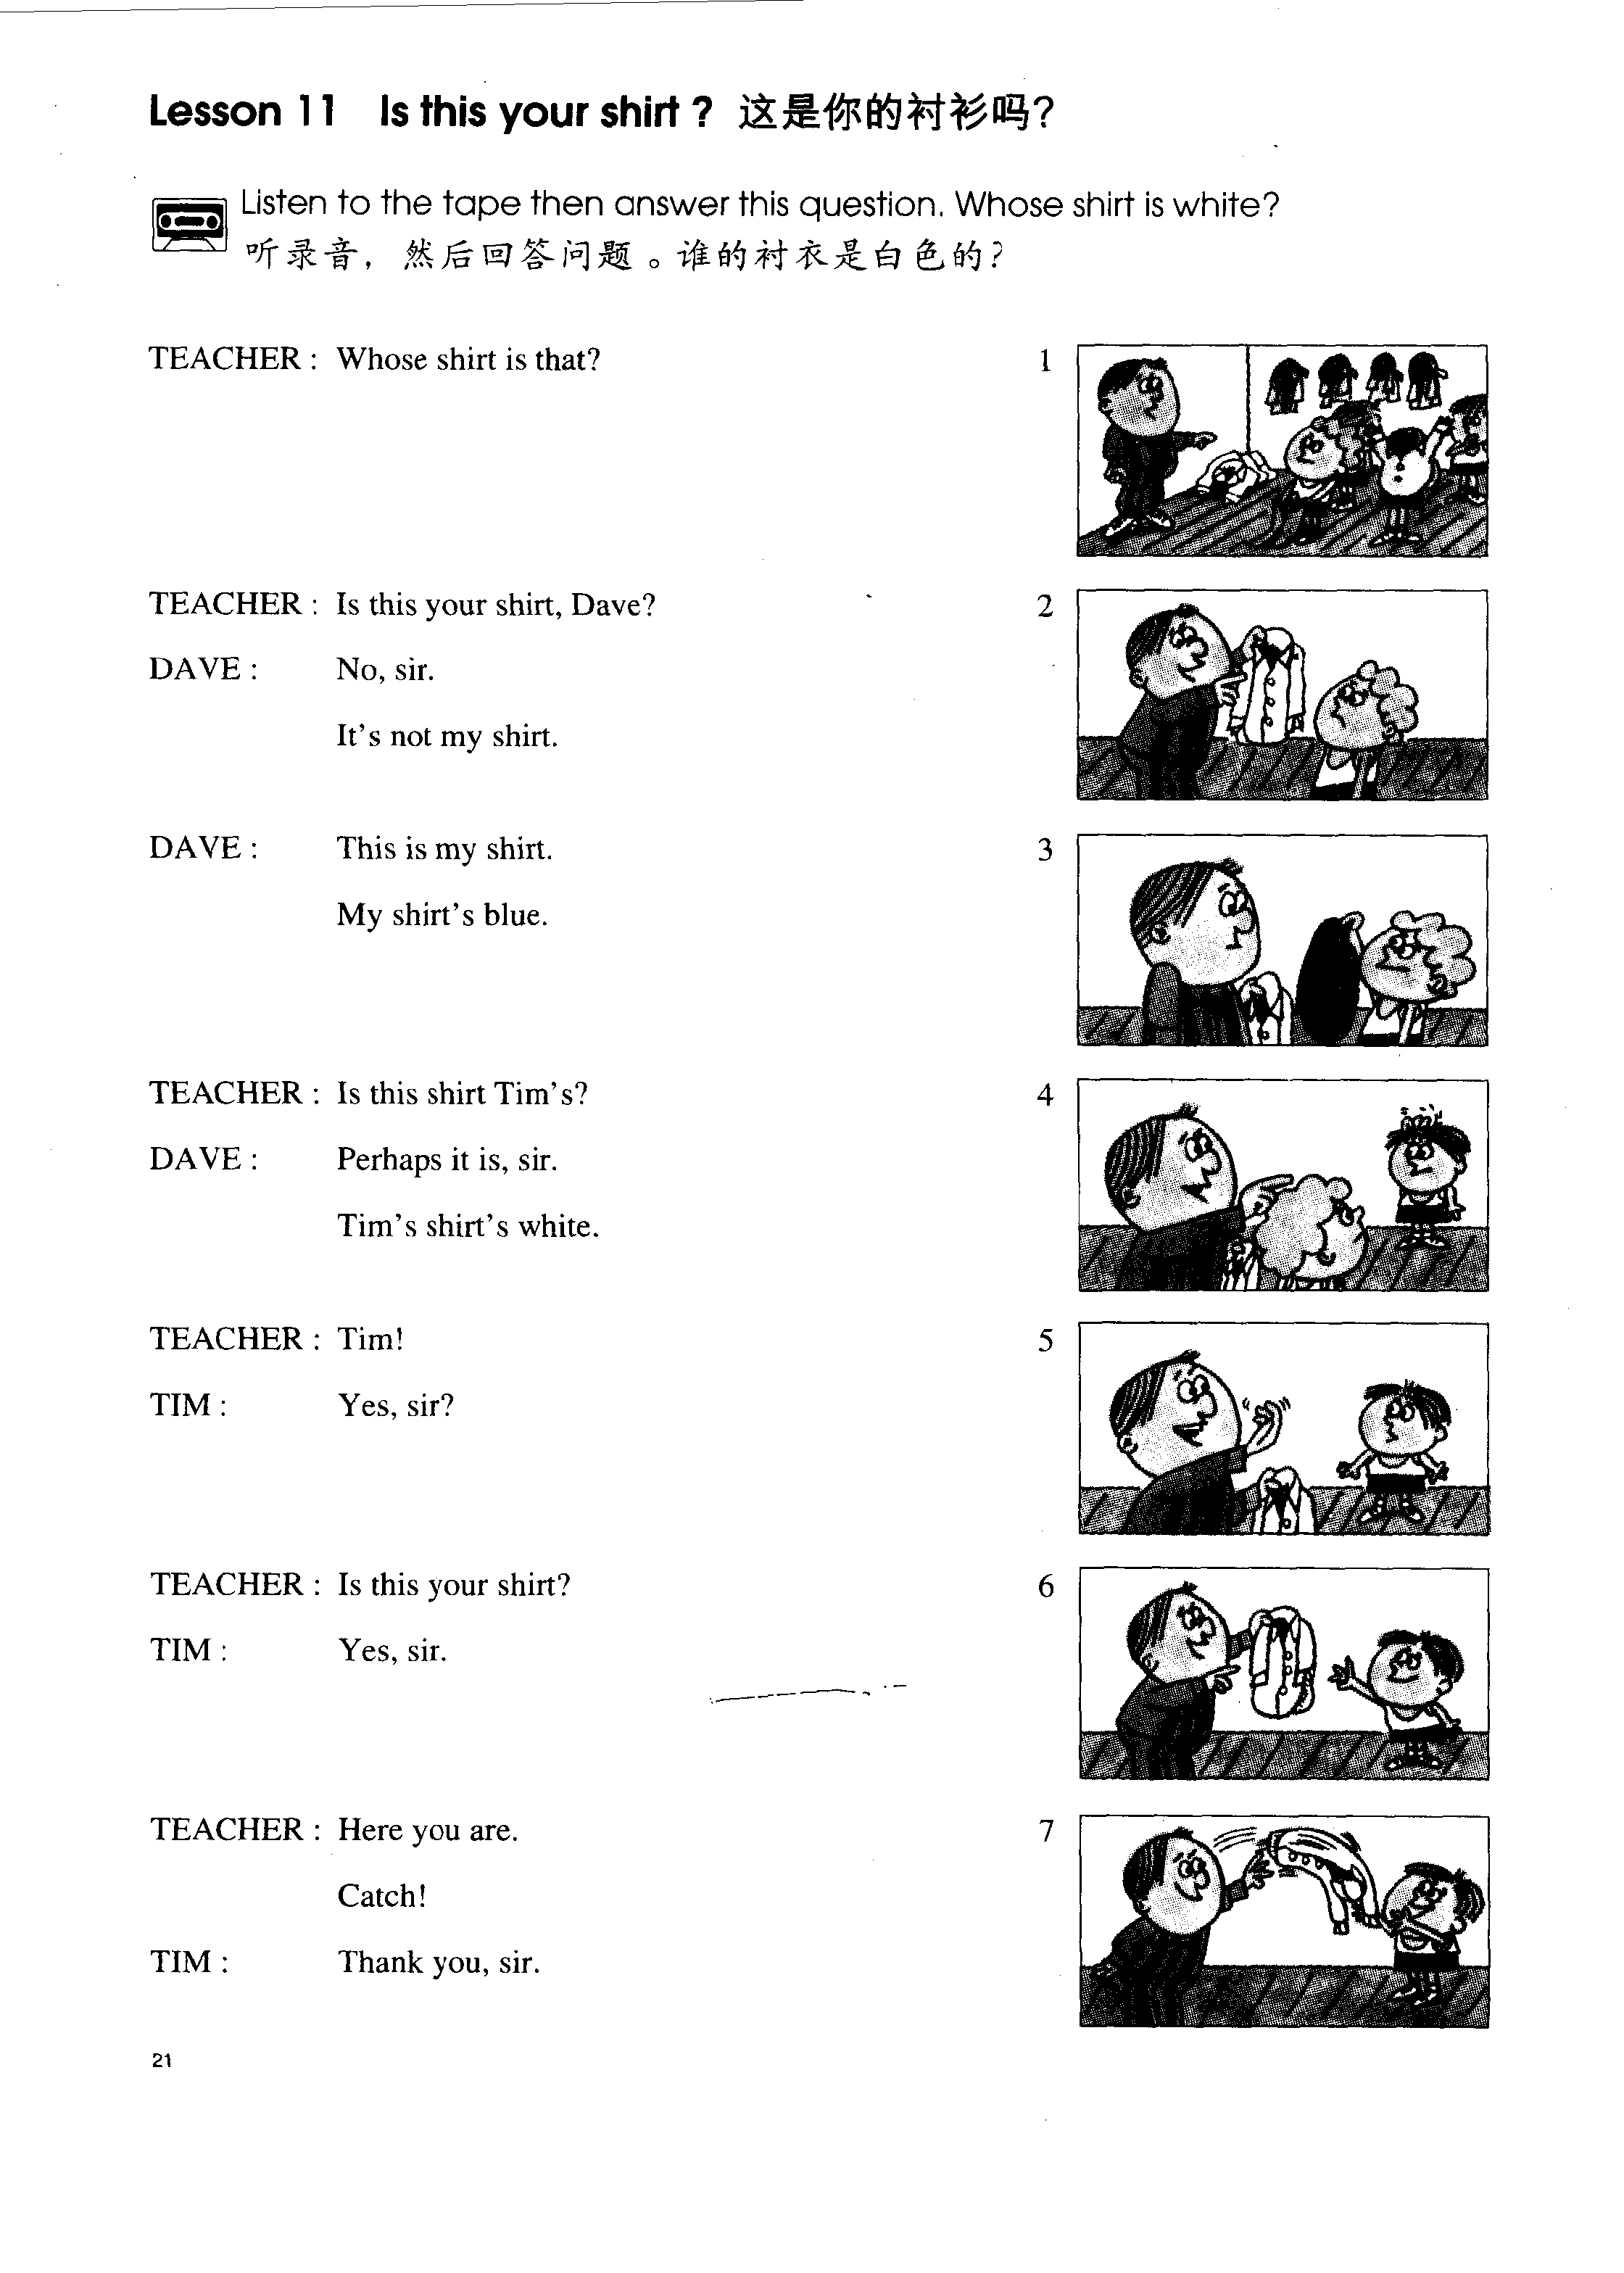 Lesson 11 Is this your shirt? 这是你的衬衫吗?
Listen to the tape then answer this question. Whose shirt is white?
听录音，然后回答问题。谁的衬衣是白色的?
TEACHER : Whose shirt is that? 1
TEACHER : Is this your shirt, Dave? 2
DAVE : No, sir.
It's not my shirt.
DAVE : This is my shirt. 3
My shirt's blue.
TEACHER : Is this shirt Tim's? 4
DAVE : Perhaps it is, sir.
Tim's shirt's white.
TEACHER : Tim! 5
TIM : Yes, sir?
TEACHER : Is this your shirt? 6
TIM : Yes, sir.
TEACHER : Here you are. 7
Catch!
TIM : Thank you, sir.
21